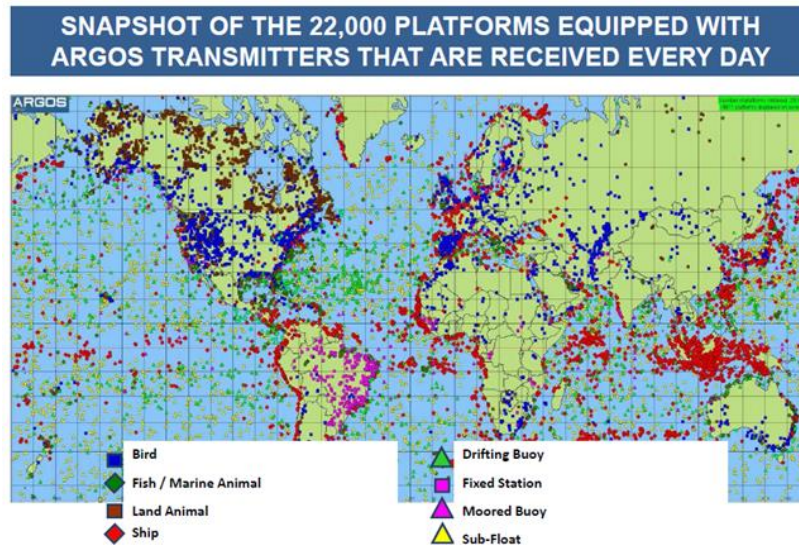 SNAPSHOT OF THE 22,000 PLATFORMS EQUIPPED WITH
ARGOS TRANSMITTERS THAT ARE RECEIVED EVERY DAY
ARGOS
Bird
Fish / Marine Animal
Land Animal
Ship
Drifting Buoy
Fixed Station
Moored Buoy
Sub-Float